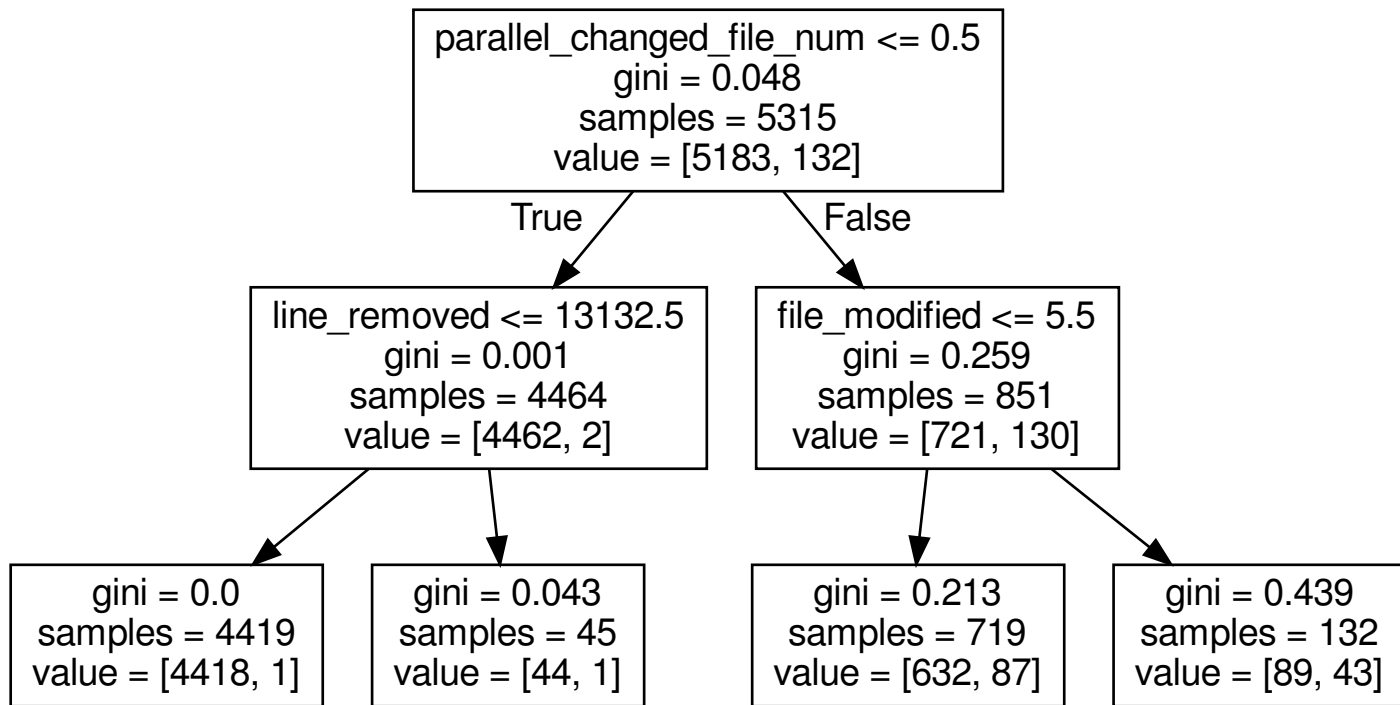 parallel_changed_file_num <= 0.5
gini = 0.048
samples = 5315
value = [5183, 132]
True
False
line_removed <= 13132.5
gini = 0.001
samples = 4464
value = [4462, 2]
file_modified <= 5.5
gini = 0.259
samples = 851
value = [721, 130]
gini = 0.0
samples = 4419
value = [4418, 1]
gini = 0.043
samples = 45
value = [44, 1]
gini = 0.213
samples = 719
value = [632, 87]
gini = 0.439
samples = 132
value = [89, 43]